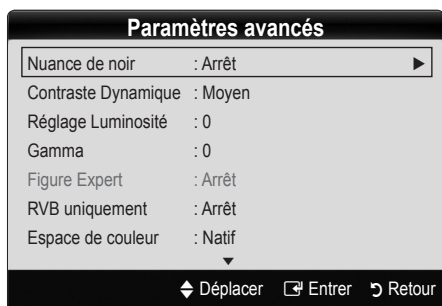 Paramètres avancés
Nuance de noir : Arrêt
Contraste Dynamique : Moyen
Réglage Luminosité : 0
Gamma : 0
Figure Expert : Arrêt
RVB uniquement : Arrêt
Espace de couleur : Natif
Déplacer Entrer Retour